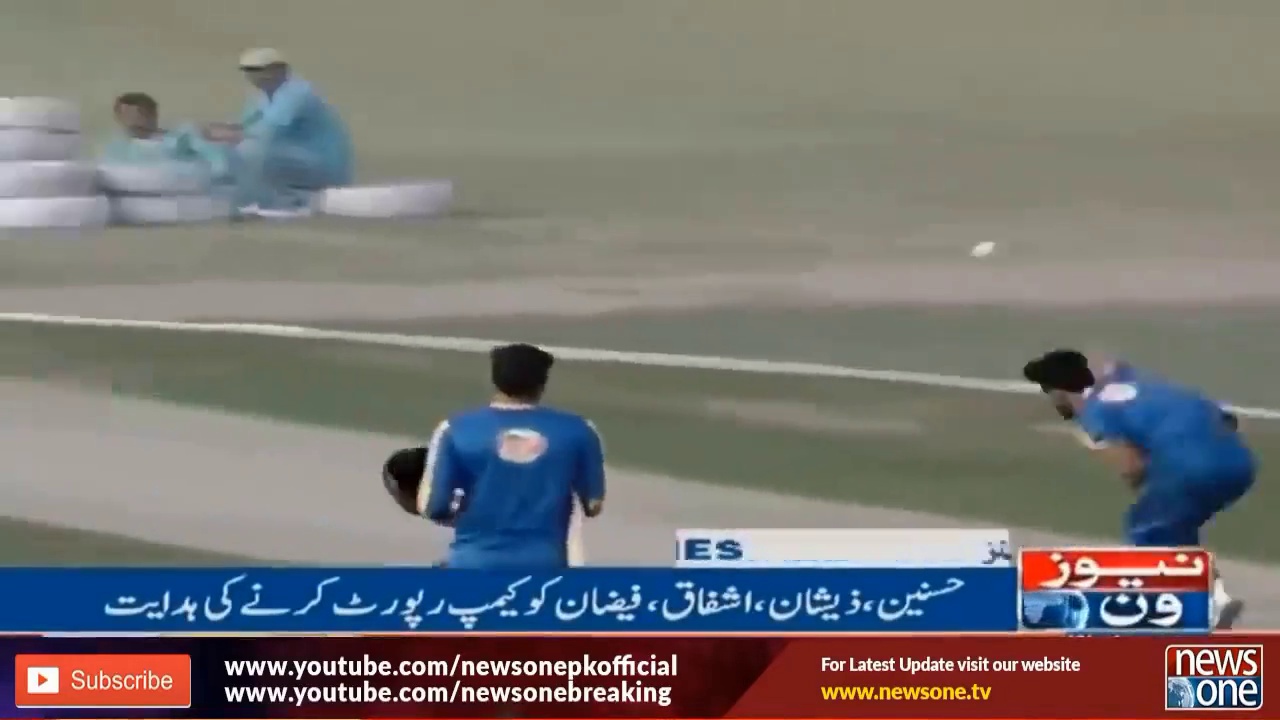 IES
نیوز
ون
حسنین، ذیشان، اشفاق، فیضان کو کیمپ رپورٹ کرنے کی ہدایت
Subscribe
www.youtube.com/newsonepkofficial
www.youtube.com/newsonebreaking
For Latest Update visit our website
www.newsone.tv
news
one